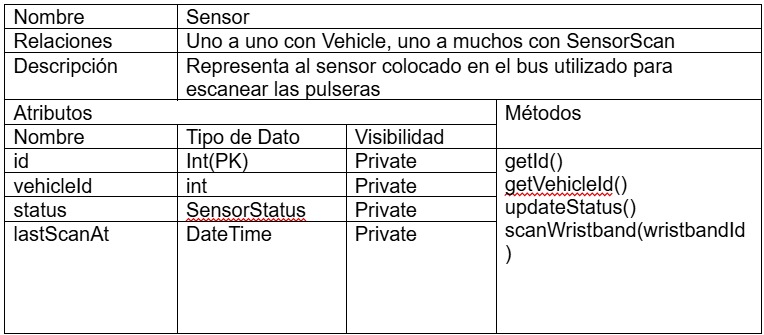 Nombre Sensor
Relaciones Uno a uno con Vehicle, uno a muchos con SensorScan
Descripción Representa al sensor colocado en el bus utilizado para
escanear las pulseras
Atributos Métodos
Nombre Tipo de Dato Visibilidad
id Int(PK) Private getId()
vehicleId int Private getVehicleId()
status SensorStatus Private updateStatus()
lastScanAt DateTime Private scanWristband(wristbandId
)